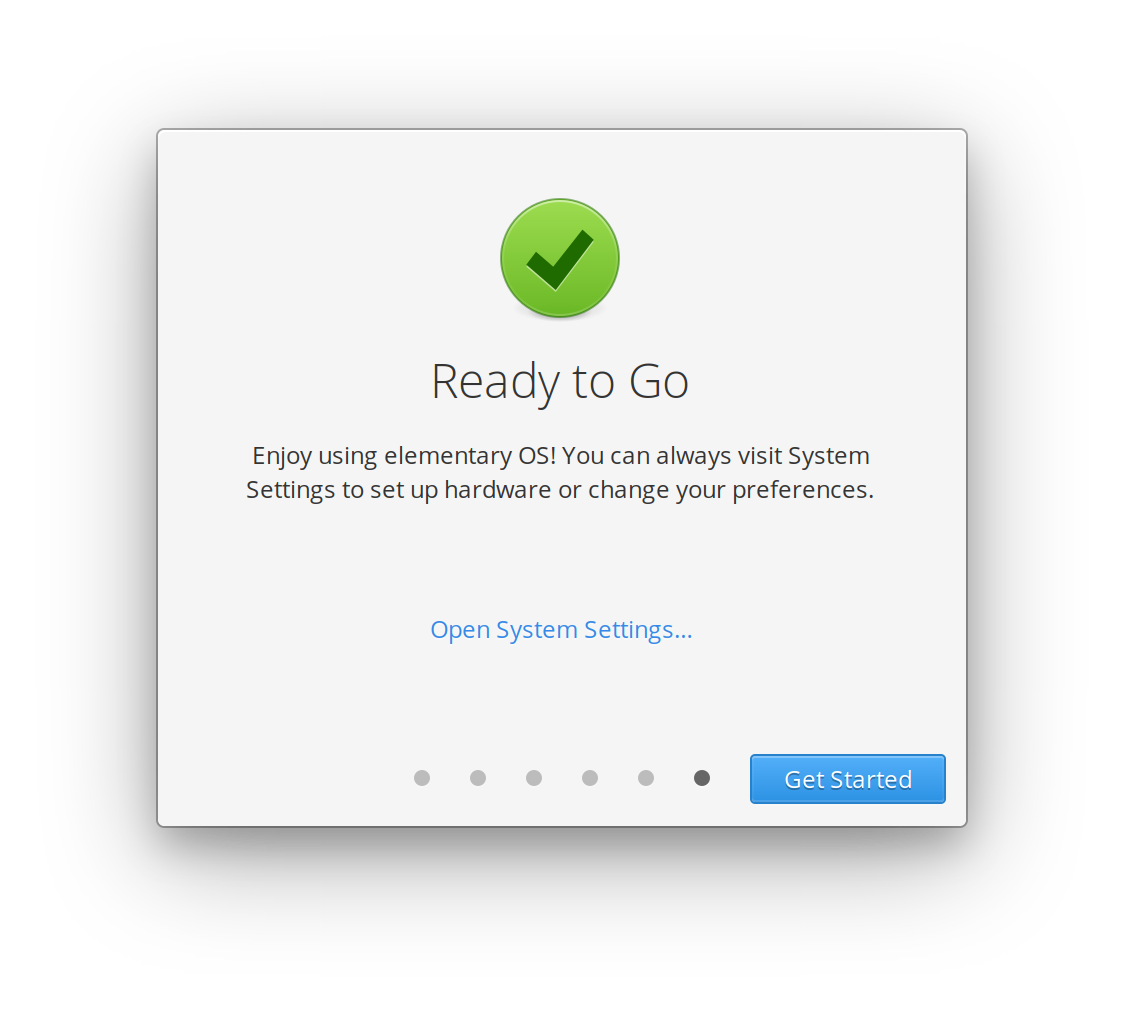 Ready to Go
Enjoy using elementary OS! You can always visit System
Settings to set up hardware or change your preferences.
Open System Settings...
Get Started